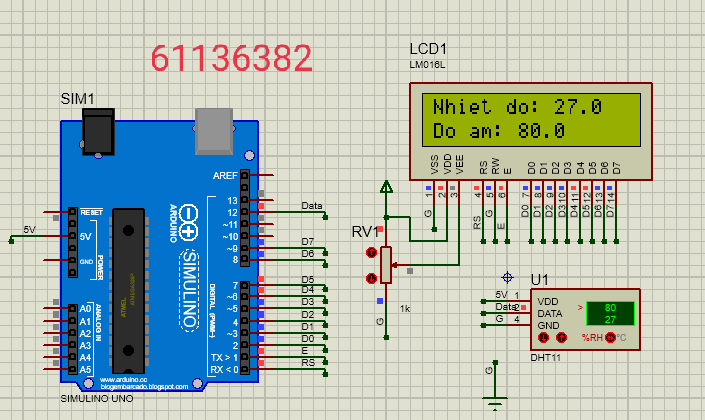 61136382
LCD1
LM016L
Nhiet do: 27.0
Do am: 80.0
VSS
VDD
VEE
RS
RW
E
D0
D1
D2
D3
D4
D5
D6
D7
1
2
3
4
5
6
7
8
9
10
11
12
13
14
G
RS
G
E
D0
D1
D2
D3
D4
D5
D6
D7
SIM1
AREF
13
12
~11
~10
~9
8
7
~6
~5
4
~3
2
TX > 1
RX < 0
RESET
5V
GND
POWER
A0
A1
A2
A3
A4
A5
ANALOG IN
ATMEL
ARDUINO
SIMULINO
DIGITAL (PWM~)
www.arduino.cc
blogembarcado.blogspot.com
SIMULINO UNO
5V
Data
D7
D6
D5
D4
D3
D2
D1
D0
E
RS
RV1
1k
G
U1
5V
Data
G
1
2
4
VDD
DATA
GND
>
80
27
%RH
°C
DHT11
G